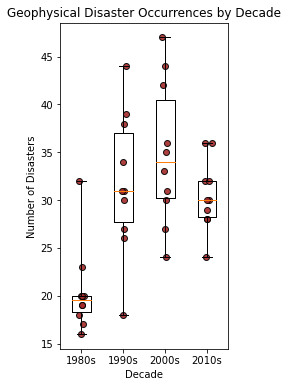 Geophysical Disaster Occurrences by Decade
45
40
35
30
25
20
15
Number of Disasters
1980s 1990s 2000s 2010s
Decade